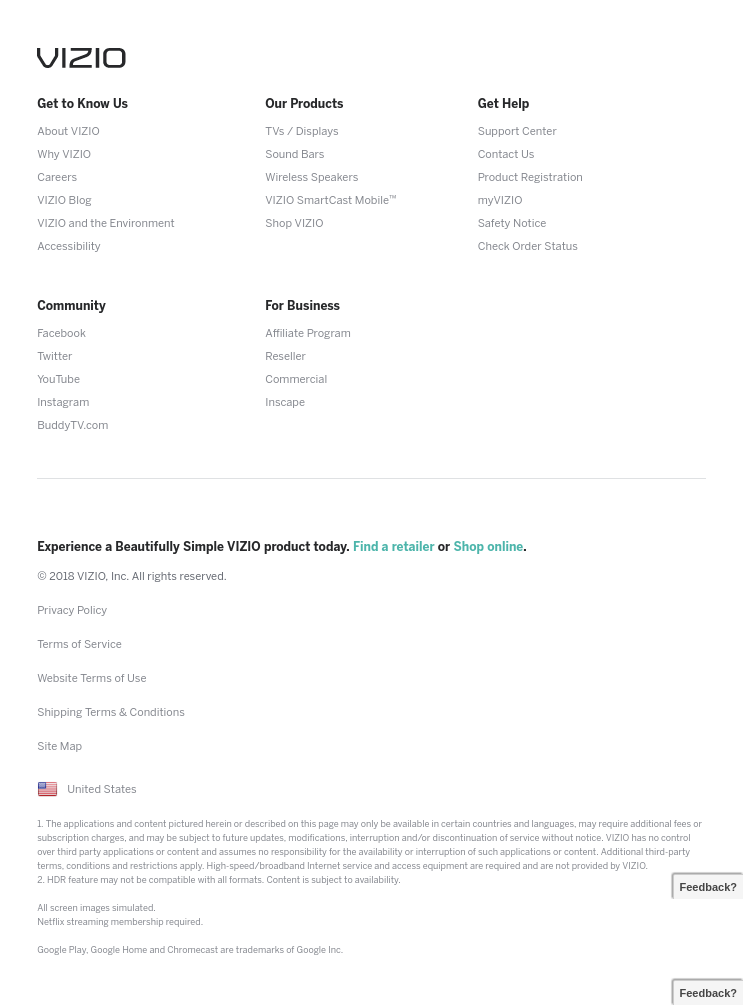 VIZIO
Get to Know Us
About VIZIO
Why VIZIO
Careers
VIZIO Blog
VIZIO and the Environment
Accessibility
Our Products
TVs / Displays
Sound Bars
Wireless Speakers
VIZIO SmartCast Mobile™
Shop VIZIO
Get Help
Support Center
Contact Us
Product Registration
myVIZIO
Safety Notice
Check Order Status
Community
Facebook
Twitter
YouTube
Instagram
BuddyTV.com
For Business
Affiliate Program
Reseller
Commercial
Inscape
Experience a Beautifully Simple VIZIO product today. Find a retailer or Shop online.
© 2018 VIZIO, Inc. All rights reserved.
Privacy Policy
Terms of Service
Website Terms of Use
Shipping Terms & Conditions
Site Map
United States
1. The applications and content pictured herein or described on this page may only be available in certain countries and languages, may require additional fees or
subscription charges, and may be subject to future updates, modifications, interruption and/or discontinuation of service without notice. VIZIO has no control
over third party applications or content and assumes no responsibility for the availability or interruption of such applications or content. Additional third-party
terms, conditions and restrictions apply. High-speed/broadband Internet service and access equipment are required and are not provided by VIZIO.
2. HDR feature may not be compatible with all formats. Content is subject to availability.
Feedback?
All screen images simulated.
Netflix streaming membership required.
Google Play, Google Home and Chromecast are trademarks of Google Inc.
Feedback?